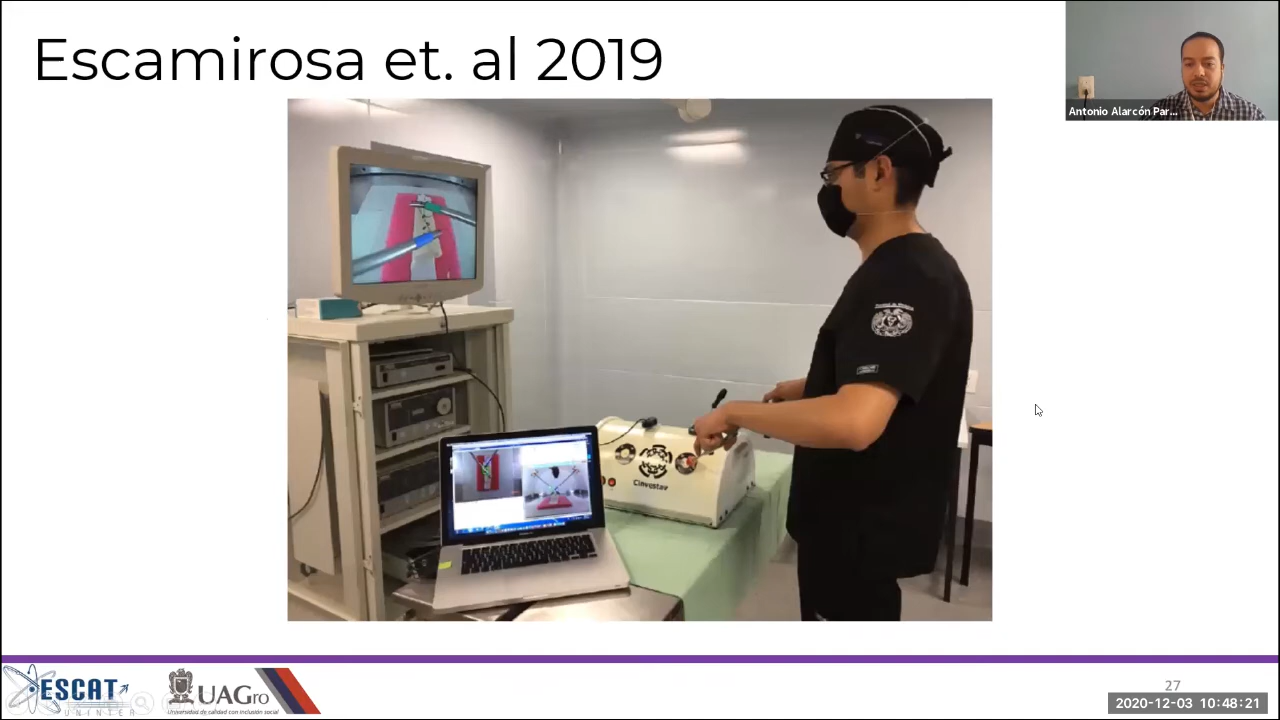 Escamirosa et. al 2019
Antonio Alarcón Par...
Cinvestav
ESCAT
UNINTER
UAGro
Universidad de calidad con inclusión social
27
2020-12-03 10:48:21